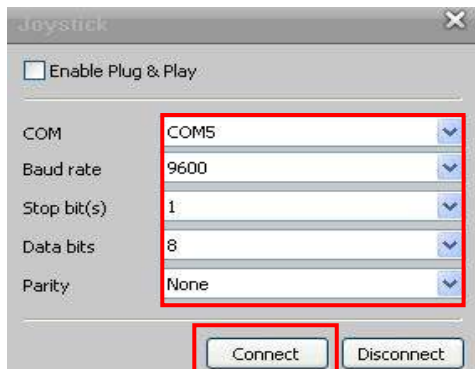 Joystick
Enable Plug & Play
COM COM5
Baud rate 9600
Stop bit(s) 1
Data bits 8
Parity None
Connect Disconnect